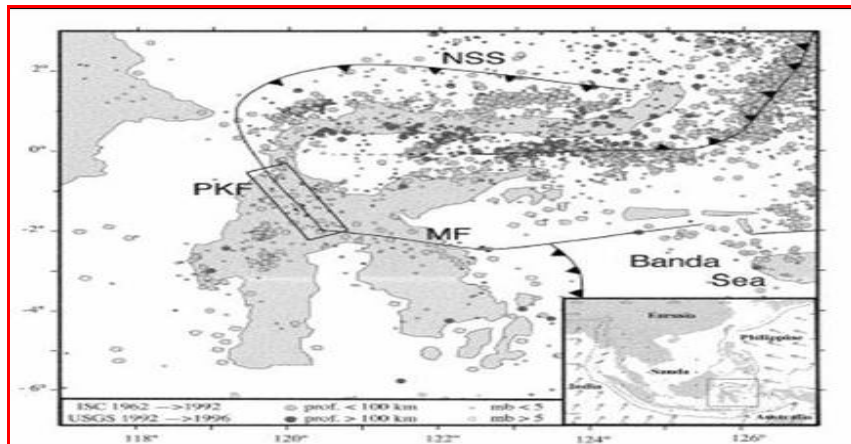 NSS
2°
0°
PKF
-2°
MF
Banda
Sea
-4°
-6°
Eurasia
Philippine
Sunda
India
Australia
ISC 1962 —>1992 prof. < 100 km mb < 5
USGS 1992 —>1996 prof. > 100 km mb > 5
118° 120° 122° 124° 126°